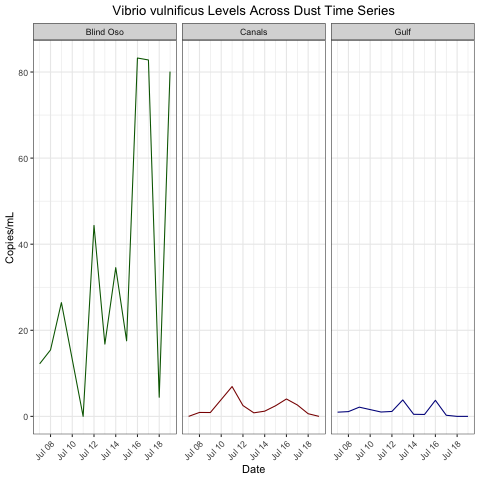 Vibrio vulnificus Levels Across Dust Time Series
Blind Oso
Canals
Gulf
Copies/mL
80
60
40
20
0
Jul 08
Jul 10
Jul 12
Jul 14
Jul 16
Jul 18
Jul 08
Jul 10
Jul 12
Jul 14
Jul 16
Jul 18
Jul 08
Jul 10
Jul 12
Jul 14
Jul 16
Jul 18
Date